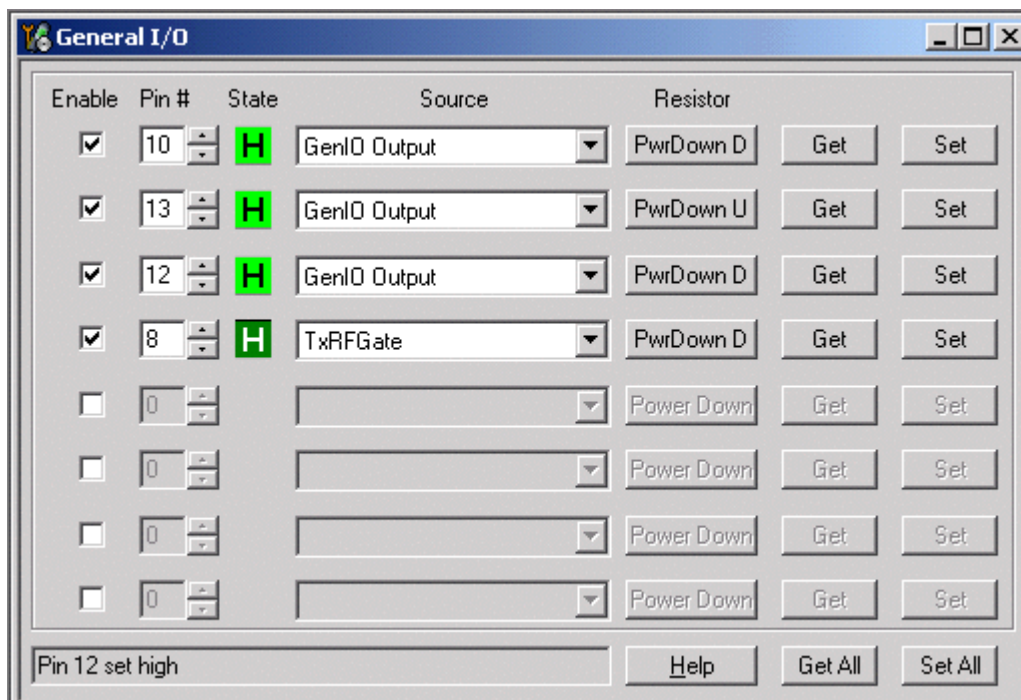 General I/O
Enable Pin # State Source Resistor
10 H GenIO Output PwrDown D Get Set
13 H GenIO Output PwrDown U Get Set
12 H GenIO Output PwrDown D Get Set
8 H TxRFGate PwrDown D Get Set
0 Power Down Get Set
0 Power Down Get Set
0 Power Down Get Set
0 Power Down Get Set
Pin 12 set high Help Get All Set All